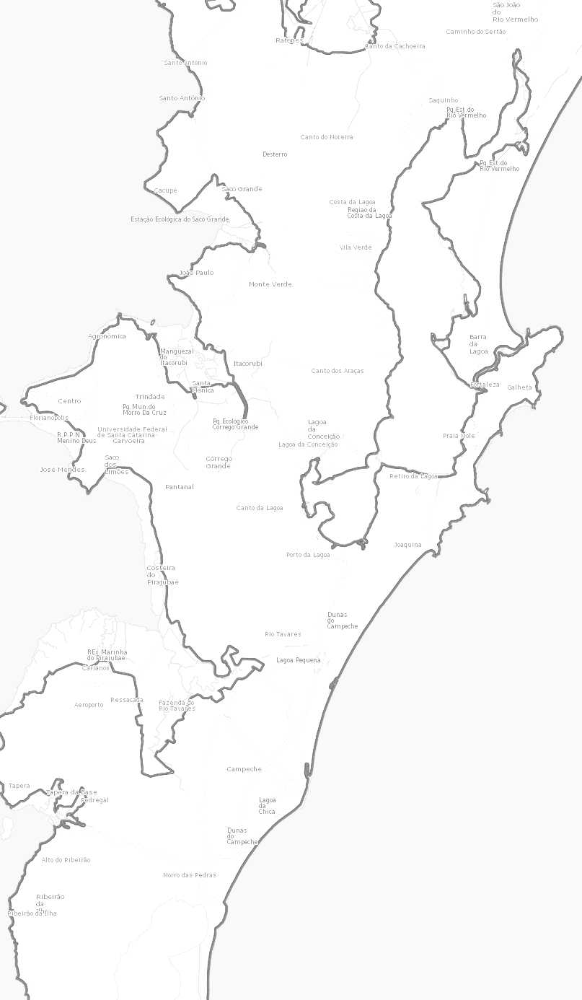 São João
do
Rio Vermelho
Caminho do Sertão
Ratones
Canto da Cachoeira
Santo Antônio
Santo Antônio
Saquinho
Pq.Est.do
Rio Vermelho
Canto do Moreira
Desterro
Pq.Est.do
Rio Vermelho
Cacupé
Saco Grande
Costa da Lagoa
Regiao da
Costa da Lagoa
Estação Ecológica do Saco Grande
Vila Verde
João Paulo
Monte Verde
Agronômica
Barra
da
Lagoa
Manguezal
do
Itacorubi
Itacorubi
Canto dos Araças
Santa
Mônica
Fortaleza
Galheta
Trindade
Centro
Pq.Mun.do
Morro Da Cruz
Florianópolis
Pq.Ecológico
Córrego Grande
Lagoa
da
Conceição
Universidade Federal
de Santa Catarina
Carvoeira
R.P.P.N.
Menino Deus
Praia Mole
Lagoa da Conceição
Saco
dos
Limões
Córrego
Grande
José Mendes
Retiro da Lagoa
Pantanal
Canto da Lagoa
Joaquina
Porto da Lagoa
Costeira
do
Pirajubaé
Dunas
do
Campeche
Rio Tavares
REx Marinha
do Pirajubae
Lagoa Pequena
Carianos
Ressacada
Aeroporto
Fazenda do
Rio Tavares
Campeche
Tapera
Tapera da Base
Pedregal
Lagoa
da
Chica
Dunas
do
Campeche
Alto do Ribeirão
Morro das Pedras
Ribeirão
da
Ilha
Ribeirão da Ilha